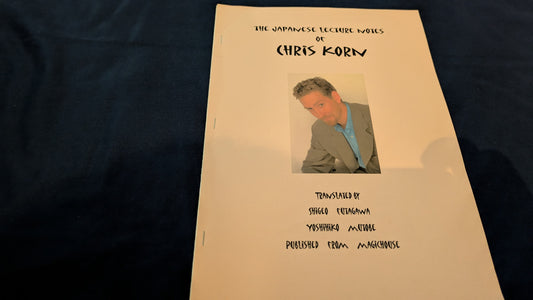 THE JAPANESE LECTURE NOTES
OF
CHRIS KORN
TRANSLATED BY
SHIGEO FUTAGAWA
YOSHIHIKO MUTOBE
PUBLISHED FROM MAGICHOUSE